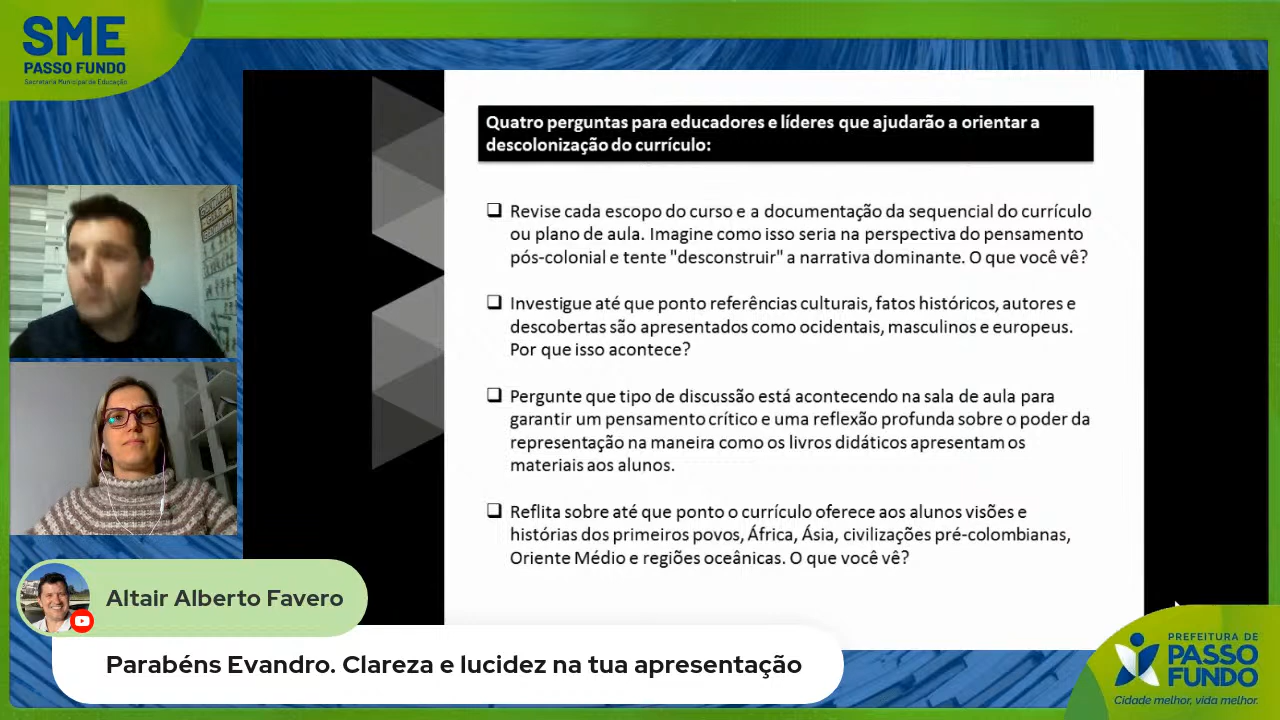 SME
PASSO FUNDO
Secretaria Municipal de Educação
Quatro perguntas para educadores e líderes que ajudarão a orientar a
descolonização do currículo:
❑ Revise cada escopo do curso e a documentação da sequencial do currículo
ou plano de aula. Imagine como isso seria na perspectiva do pensamento
pós-colonial e tente "desconstruir" a narrativa dominante. O que você vê?
❑ Investigue até que ponto referências culturais, fatos históricos, autores e
descobertas são apresentados como ocidentais, masculinos e europeus.
Por que isso acontece?
❑ Pergunte que tipo de discussão está acontecendo na sala de aula para
garantir um pensamento crítico e uma reflexão profunda sobre o poder da
representação na maneira como os livros didáticos apresentam os
materiais aos alunos.
❑ Reflita sobre até que ponto o currículo oferece aos alunos visões e
histórias dos primeiros povos, África, Ásia, civilizações pré-colombianas,
Oriente Médio e regiões oceânicas. O que você vê?
Altair Alberto Favero
Parabéns Evandro. Clareza e lucidez na tua apresentação
PREFEITURA DE
PASSO
FUNDO
Cidade melhor, vida melhor.